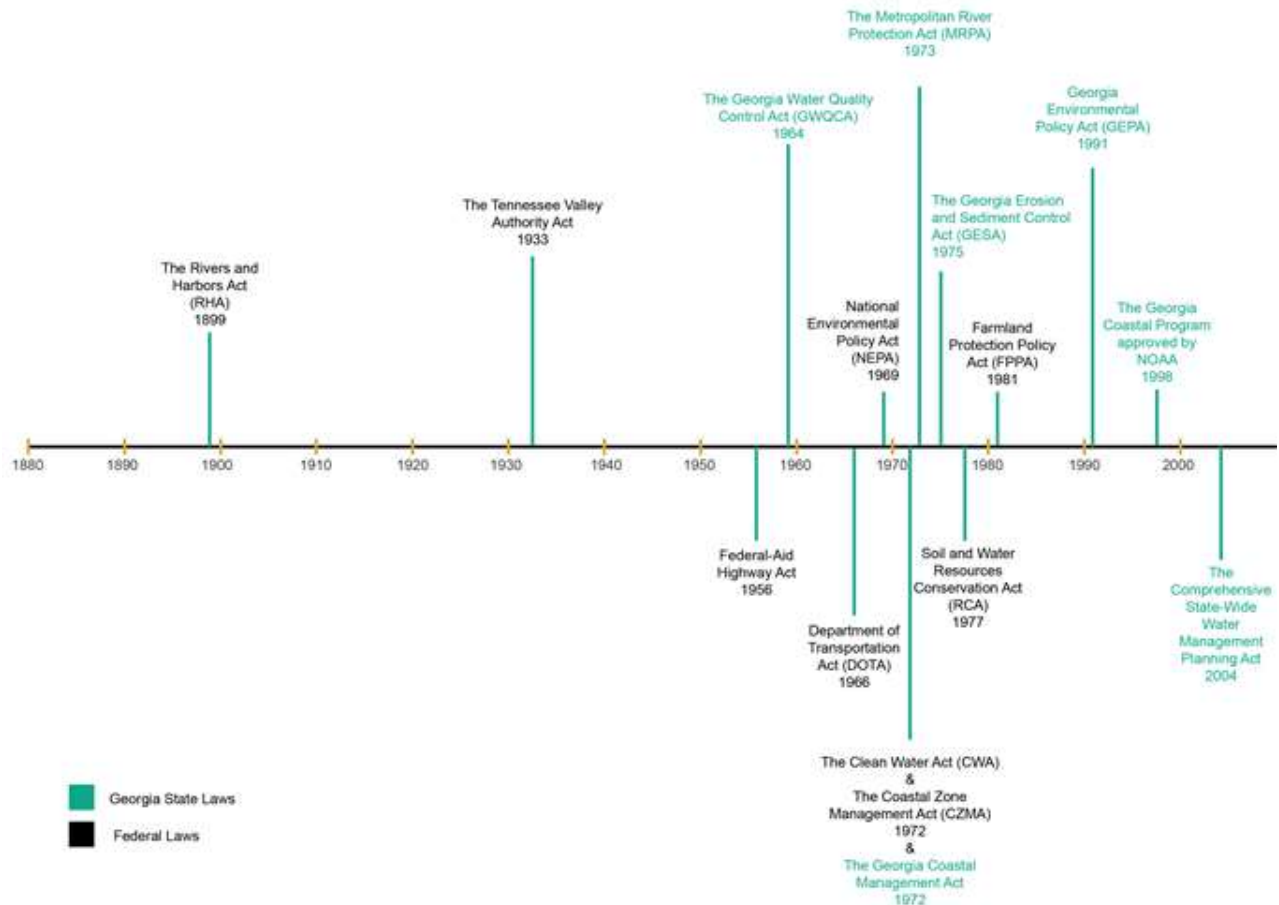 The Metropolitan River
Protection Act (MRPA)
1973
The Georgia Water Quality
Control Act (GWQCA)
1964
Georgia
Environmental
Policy Act (GEPA)
1991
The Tennessee Valley
Authority Act
1933
The Georgia Erosion
and Sediment Control
Act (GESA)
1975
The Rivers and
Harbors Act
(RHA)
1899
National
Environmental
Policy Act
(NEPA)
1969
Farmland
Protection Policy
Act (FPPA)
1981
The Georgia
Coastal Program
approved by
NOAA
1998
1880 1890 1900 1910 1920 1930 1940 1950 1960 1970 1980 1990 2000
Federal-Aid
Highway Act
1956
Department of
Transportation
Act (DOTA)
1966
Soil and Water
Resources
Conservation Act
(RCA)
1977
The
Comprehensive
State-Wide
Water
Management
Planning Act
2004
The Clean Water Act (CWA)
&
The Coastal Zone
Management Act (CZMA)
1972
&
The Georgia Coastal
Management Act
1972
Georgia State Laws
Federal Laws